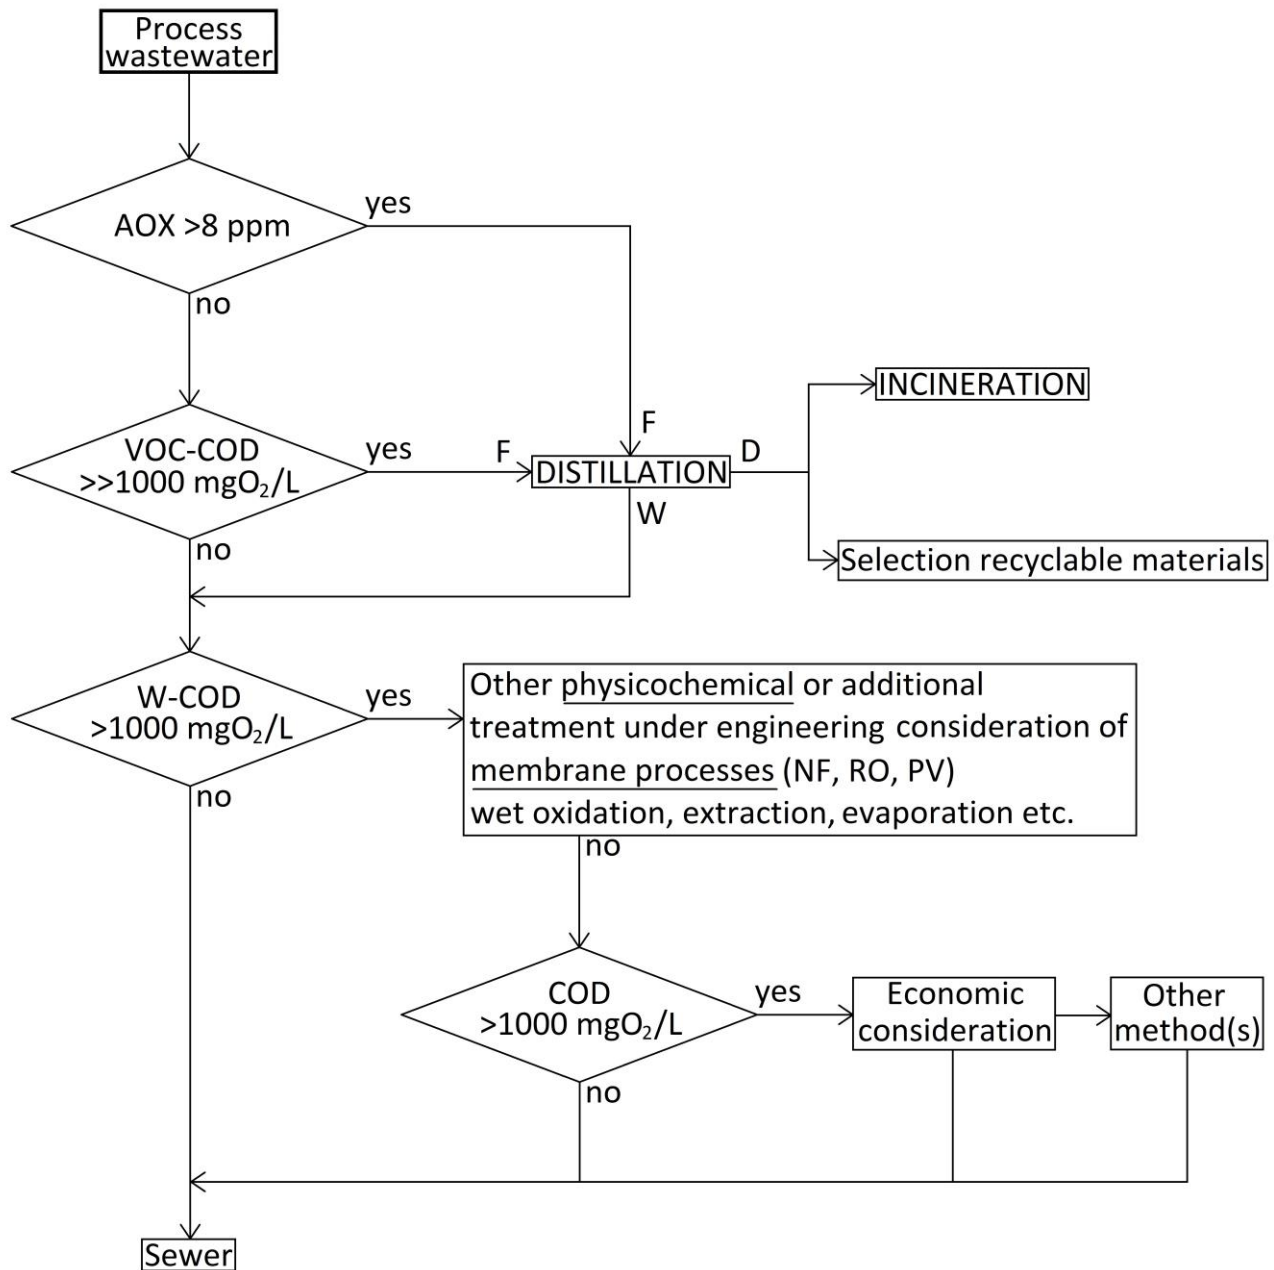 Process
wastewater
AOX >8 ppm
yes
no
VOC-COD
>>1000 mgO₂/L
yes
no
F
F
DISTILLATION
D
W
INCINERATION
Selection recyclable materials
W-COD
>1000 mgO₂/L
yes
no
Other physicochemical or additional
treatment under engineering consideration of
membrane processes (NF, RO, PV)
wet oxidation, extraction, evaporation etc.
no
COD
>1000 mgO₂/L
yes
no
Economic
consideration
Other
method(s)
Sewer